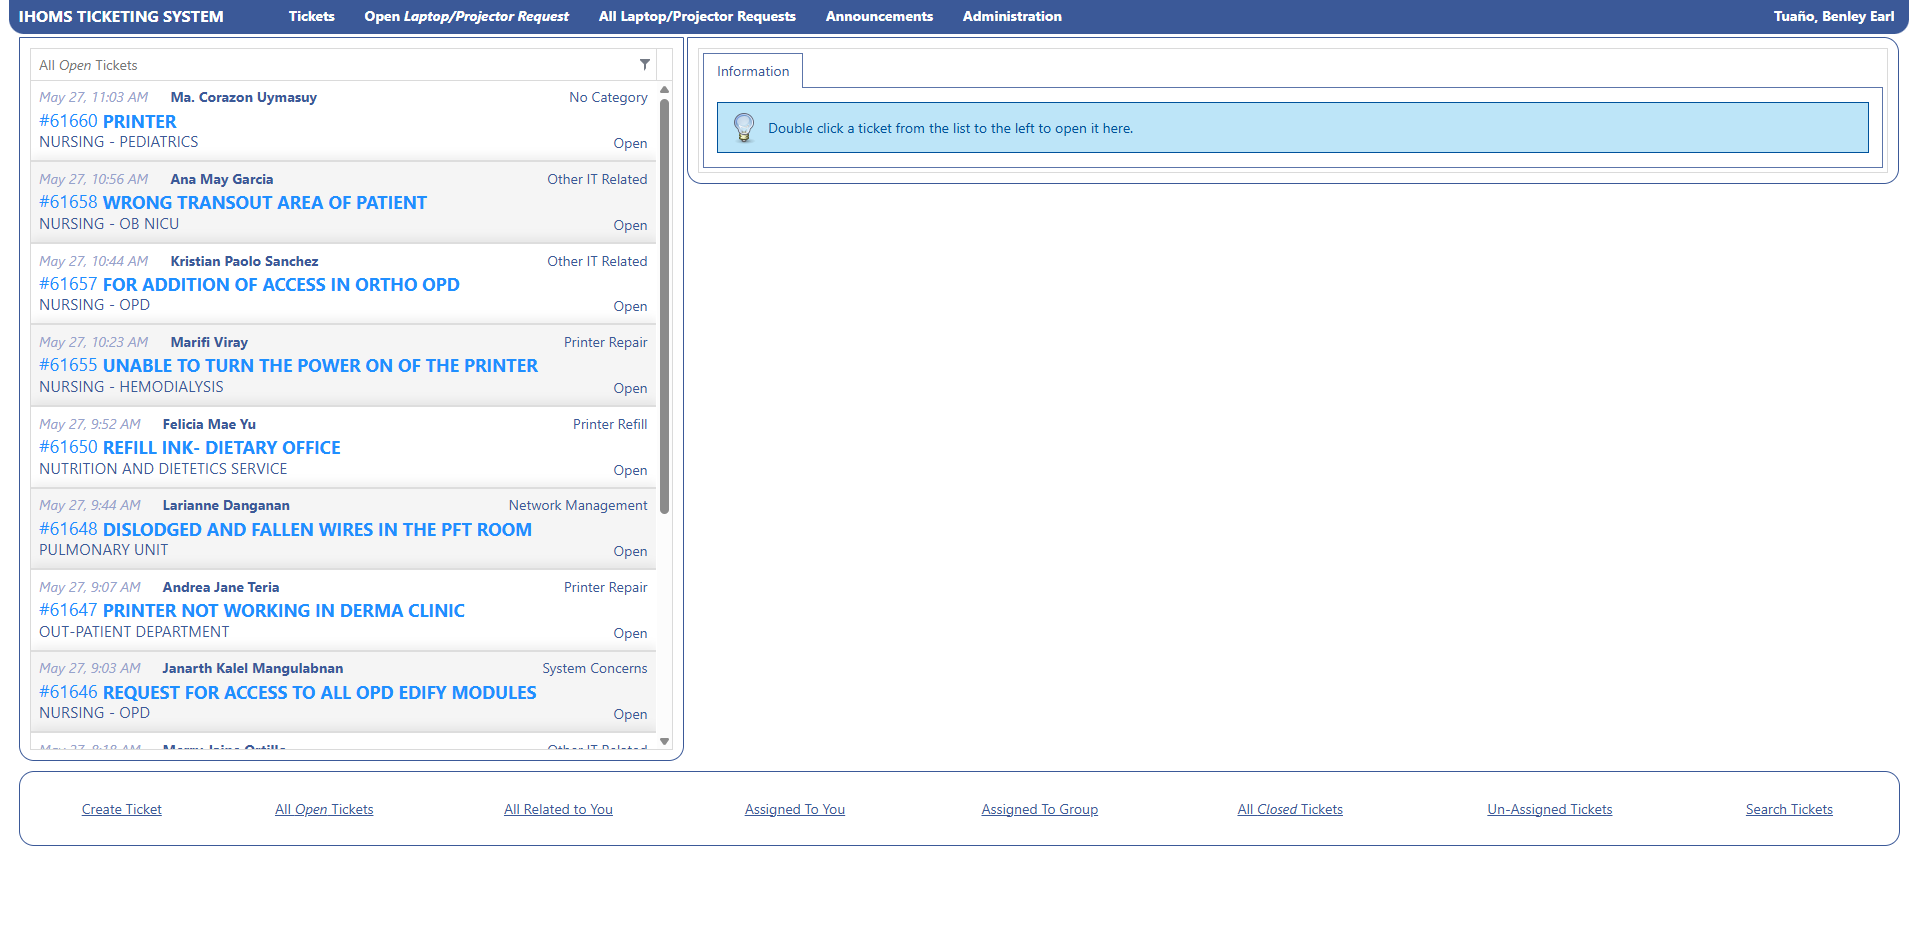 IHOMS TICKETING SYSTEM Tickets Open Laptop/Projector Request All Laptop/Projector Requests Announcements Administration Tuaño, Benley Earl
All Open Tickets
May 27, 11:03 AM Ma. Corazon Uymasuy No Category
#61660 PRINTER
NURSING - PEDIATRICS
Open
May 27, 10:56 AM Ana May Garcia Other IT Related
#61658 WRONG TRANSOUT AREA OF PATIENT
NURSING - OB NICU
Open
May 27, 10:44 AM Kristian Paolo Sanchez Other IT Related
#61657 FOR ADDITION OF ACCESS IN ORTHO OPD
NURSING - OPD
Open
May 27, 10:23 AM Marifi Viray Printer Repair
#61655 UNABLE TO TURN THE POWER ON OF THE PRINTER
NURSING - HEMODIALYSIS
Open
May 27, 9:52 AM Felicia Mae Yu Printer Refill
#61650 REFILL INK- DIETARY OFFICE
NUTRITION AND DIETETICS SERVICE
Open
May 27, 9:44 AM Larianne Danganan Network Management
#61648 DISLODGED AND FALLEN WIRES IN THE PFT ROOM
PULMONARY UNIT
Open
May 27, 9:07 AM Andrea Jane Teria Printer Repair
#61647 PRINTER NOT WORKING IN DERMA CLINIC
OUT-PATIENT DEPARTMENT
Open
May 27, 9:03 AM Janarth Kalel Mangulabnan System Concerns
#61646 REQUEST FOR ACCESS TO ALL OPD EDIFY MODULES
NURSING - OPD
Open
May 27, 8:18 AM Other IT Related
Information
Double click a ticket from the list to the left to open it here.
Create Ticket All Open Tickets All Related to You Assigned To You Assigned To Group All Closed Tickets Un-Assigned Tickets Search Tickets